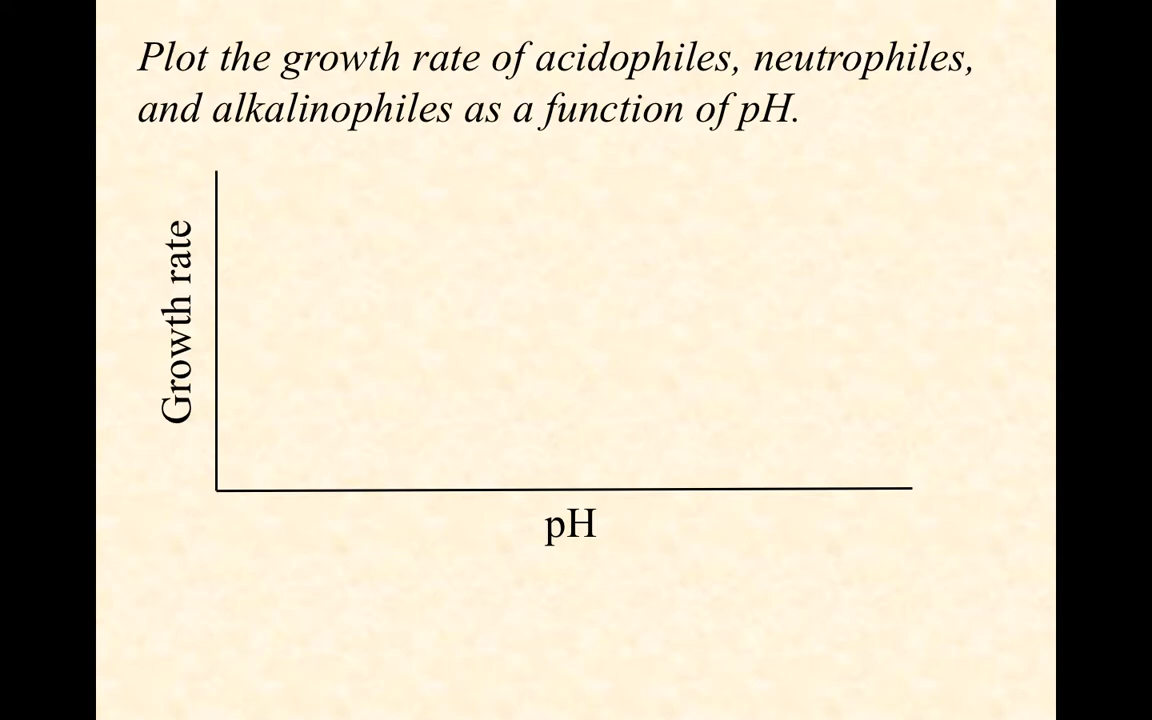 Plot the growth rate of acidophiles, neutrophiles,
and alkalinophiles as a function of pH.
Growth rate
pH